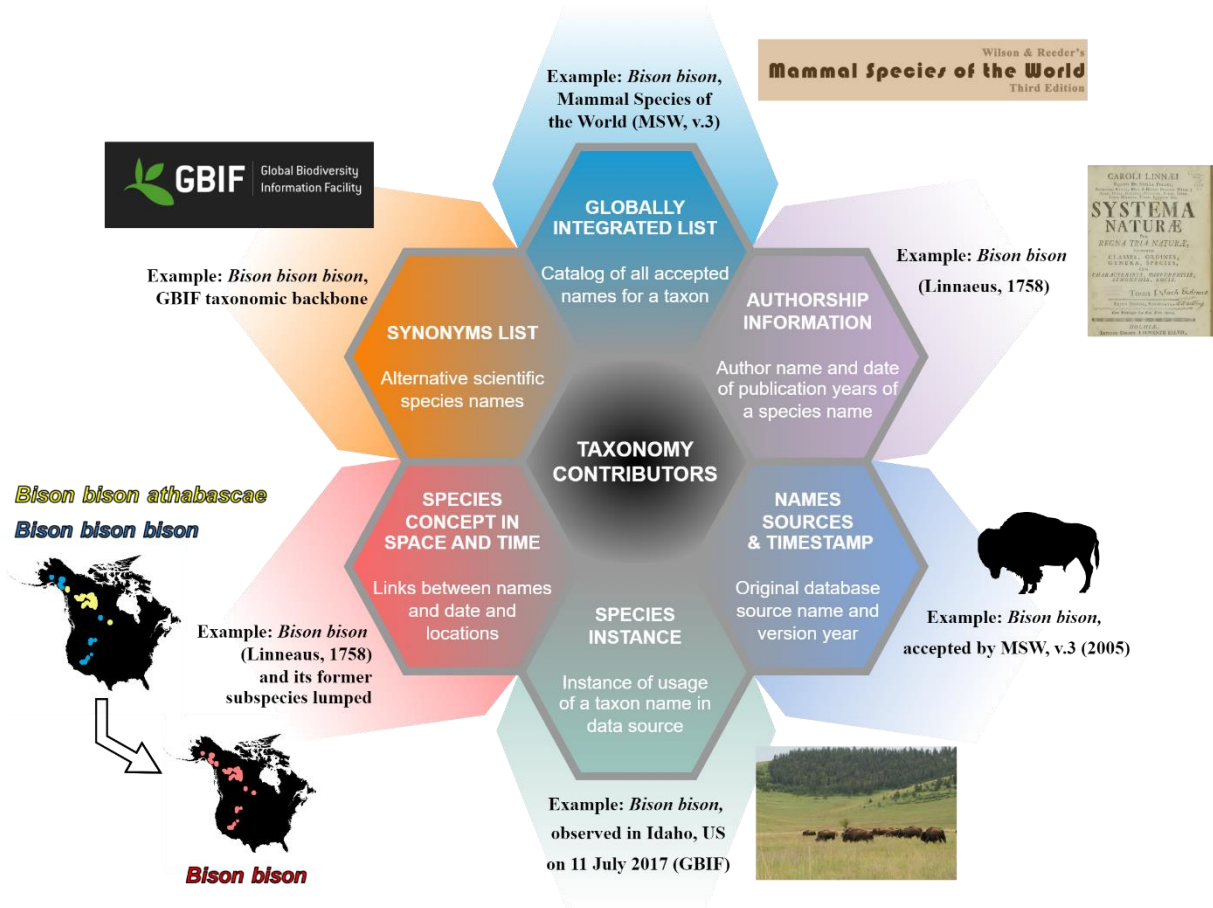 Wilson & Reeder's
Mammal Species of the World
Third Edition
Example: Bison bison,
Mammal Species of
the World (MSW, v.3)
GBIF
Global Biodiversity
Information Facility
GLOBALLY
INTEGRATED LIST
Catalog of all accepted
names for a taxon
CAROLI LINNÆI
SYSTEMA
NATURÆ
PER
REGNA TRIA NATURÆ,
CLASSES, ORDINES,
GENERA, SPECIES,
Example: Bison bison
(Linnaeus, 1758)
Example: Bison bison bison,
GBIF taxonomic backbone
AUTHORSHIP
INFORMATION
Author name and date
of publication years of
a species name
SYNONYMS LIST
Alternative scientific
species names
TAXONOMY
CONTRIBUTORS
Bison bison athabascae
Bison bison bison
SPECIES
CONCEPT IN
SPACE AND TIME
Links between names
and date and
locations
NAMES
SOURCES
& TIMESTAMP
Original database
source name and
version year
Example: Bison bison
(Linneaus, 1758)
and its former
subspecies lumped
SPECIES
INSTANCE
Instance of usage
of a taxon name in
data source
Example: Bison bison,
accepted by MSW, v.3 (2005)
Example: Bison bison,
observed in Idaho, US
on 11 July 2017 (GBIF)
Bison bison